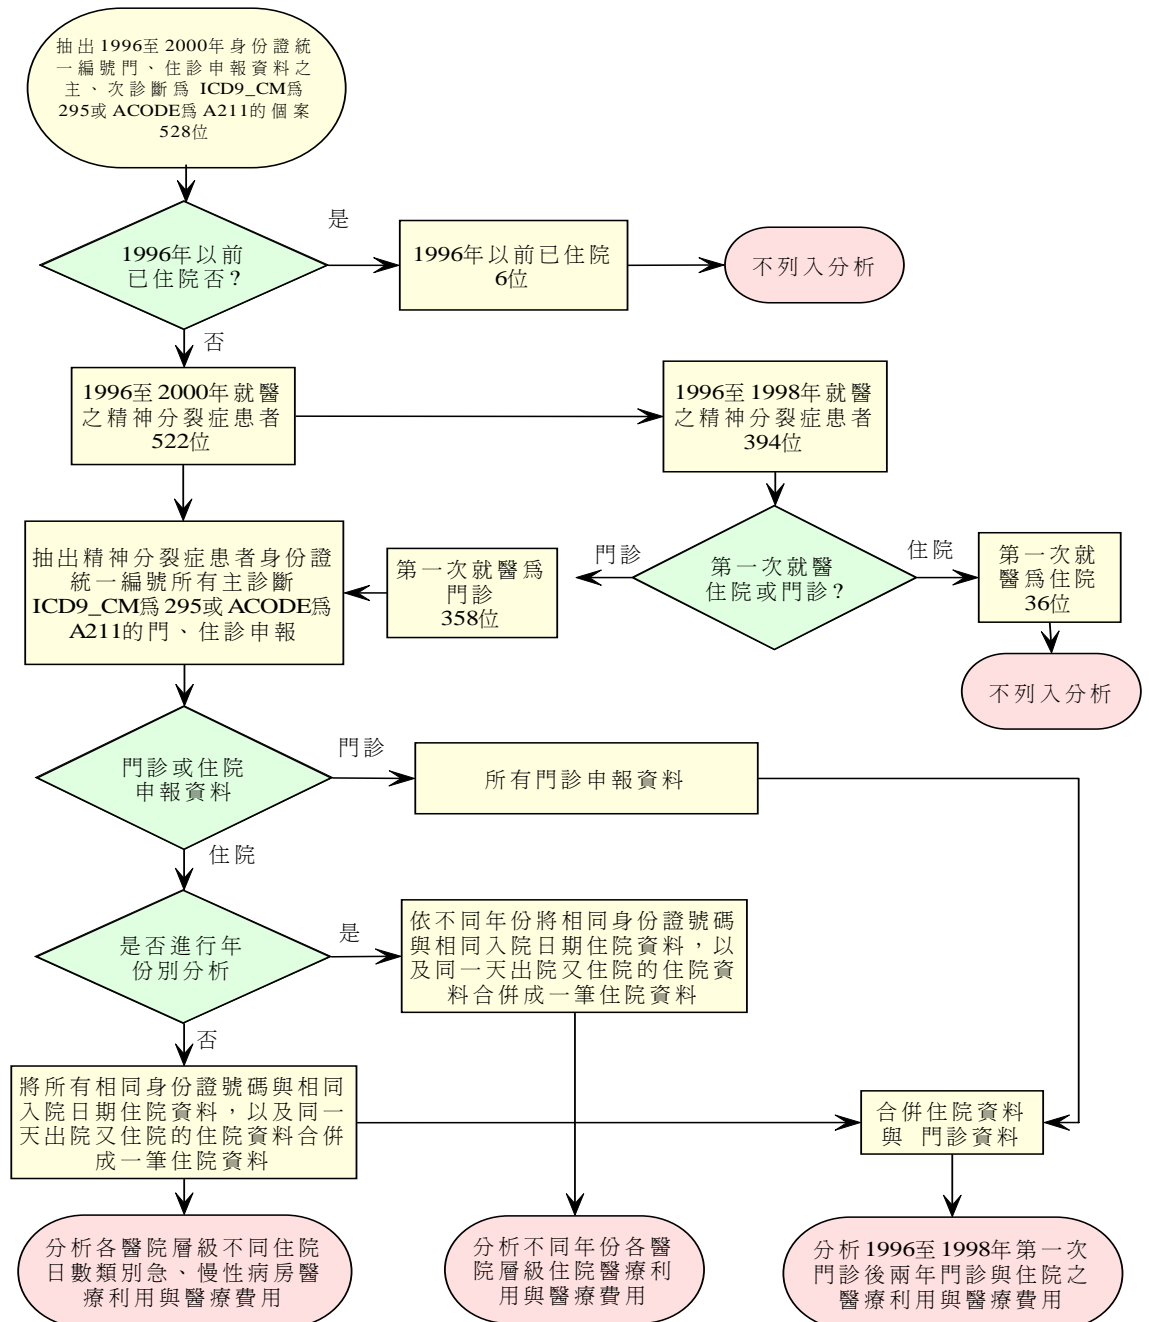 抽出1996至2000年身份證統
一編號門、住診申報資料之
主、次診斷爲 ICD9_CM爲
295或 ACODE爲 A211的個案
528位
1996年以前
已住院否?
是
1996年以前已住院
6位
不列入分析
否
1996至2000年就醫
之精神分裂症患者
522位
1996至1998年就醫
之精神分裂症患者
394位
抽出精神分裂症患者身份證
統一編號所有主診斷
ICD9_CM爲 295或 ACODE爲
A211的門、住診申報
第一次就醫爲
門診
358位
門診
第一次就醫
住院或門診?
住院
第一次就
醫爲住院
36位
不列入分析
門診或住院
申報資料
門診
所有門診申報資料
住院
是否進行年
份別分析
是
依不同年份將相同身份證號碼
與相同入院日期住院資料，以
及同一天出院又住院的住院資
料合併成一筆住院資料
否
將所有相同身份證號碼與相同
入院日期住院資料，以及同一
天出院又住院的住院資料合併
成一筆住院資料
合併住院資料
與 門診資料
分析各醫院層級不同住院
日數類別急、慢性病房醫
療利用與醫療費用
分析不同年份各醫
院層級住院醫療利
用與醫療費用
分析1996至1998年第一次
門診後兩年門診與住院之
醫療利用與醫療費用